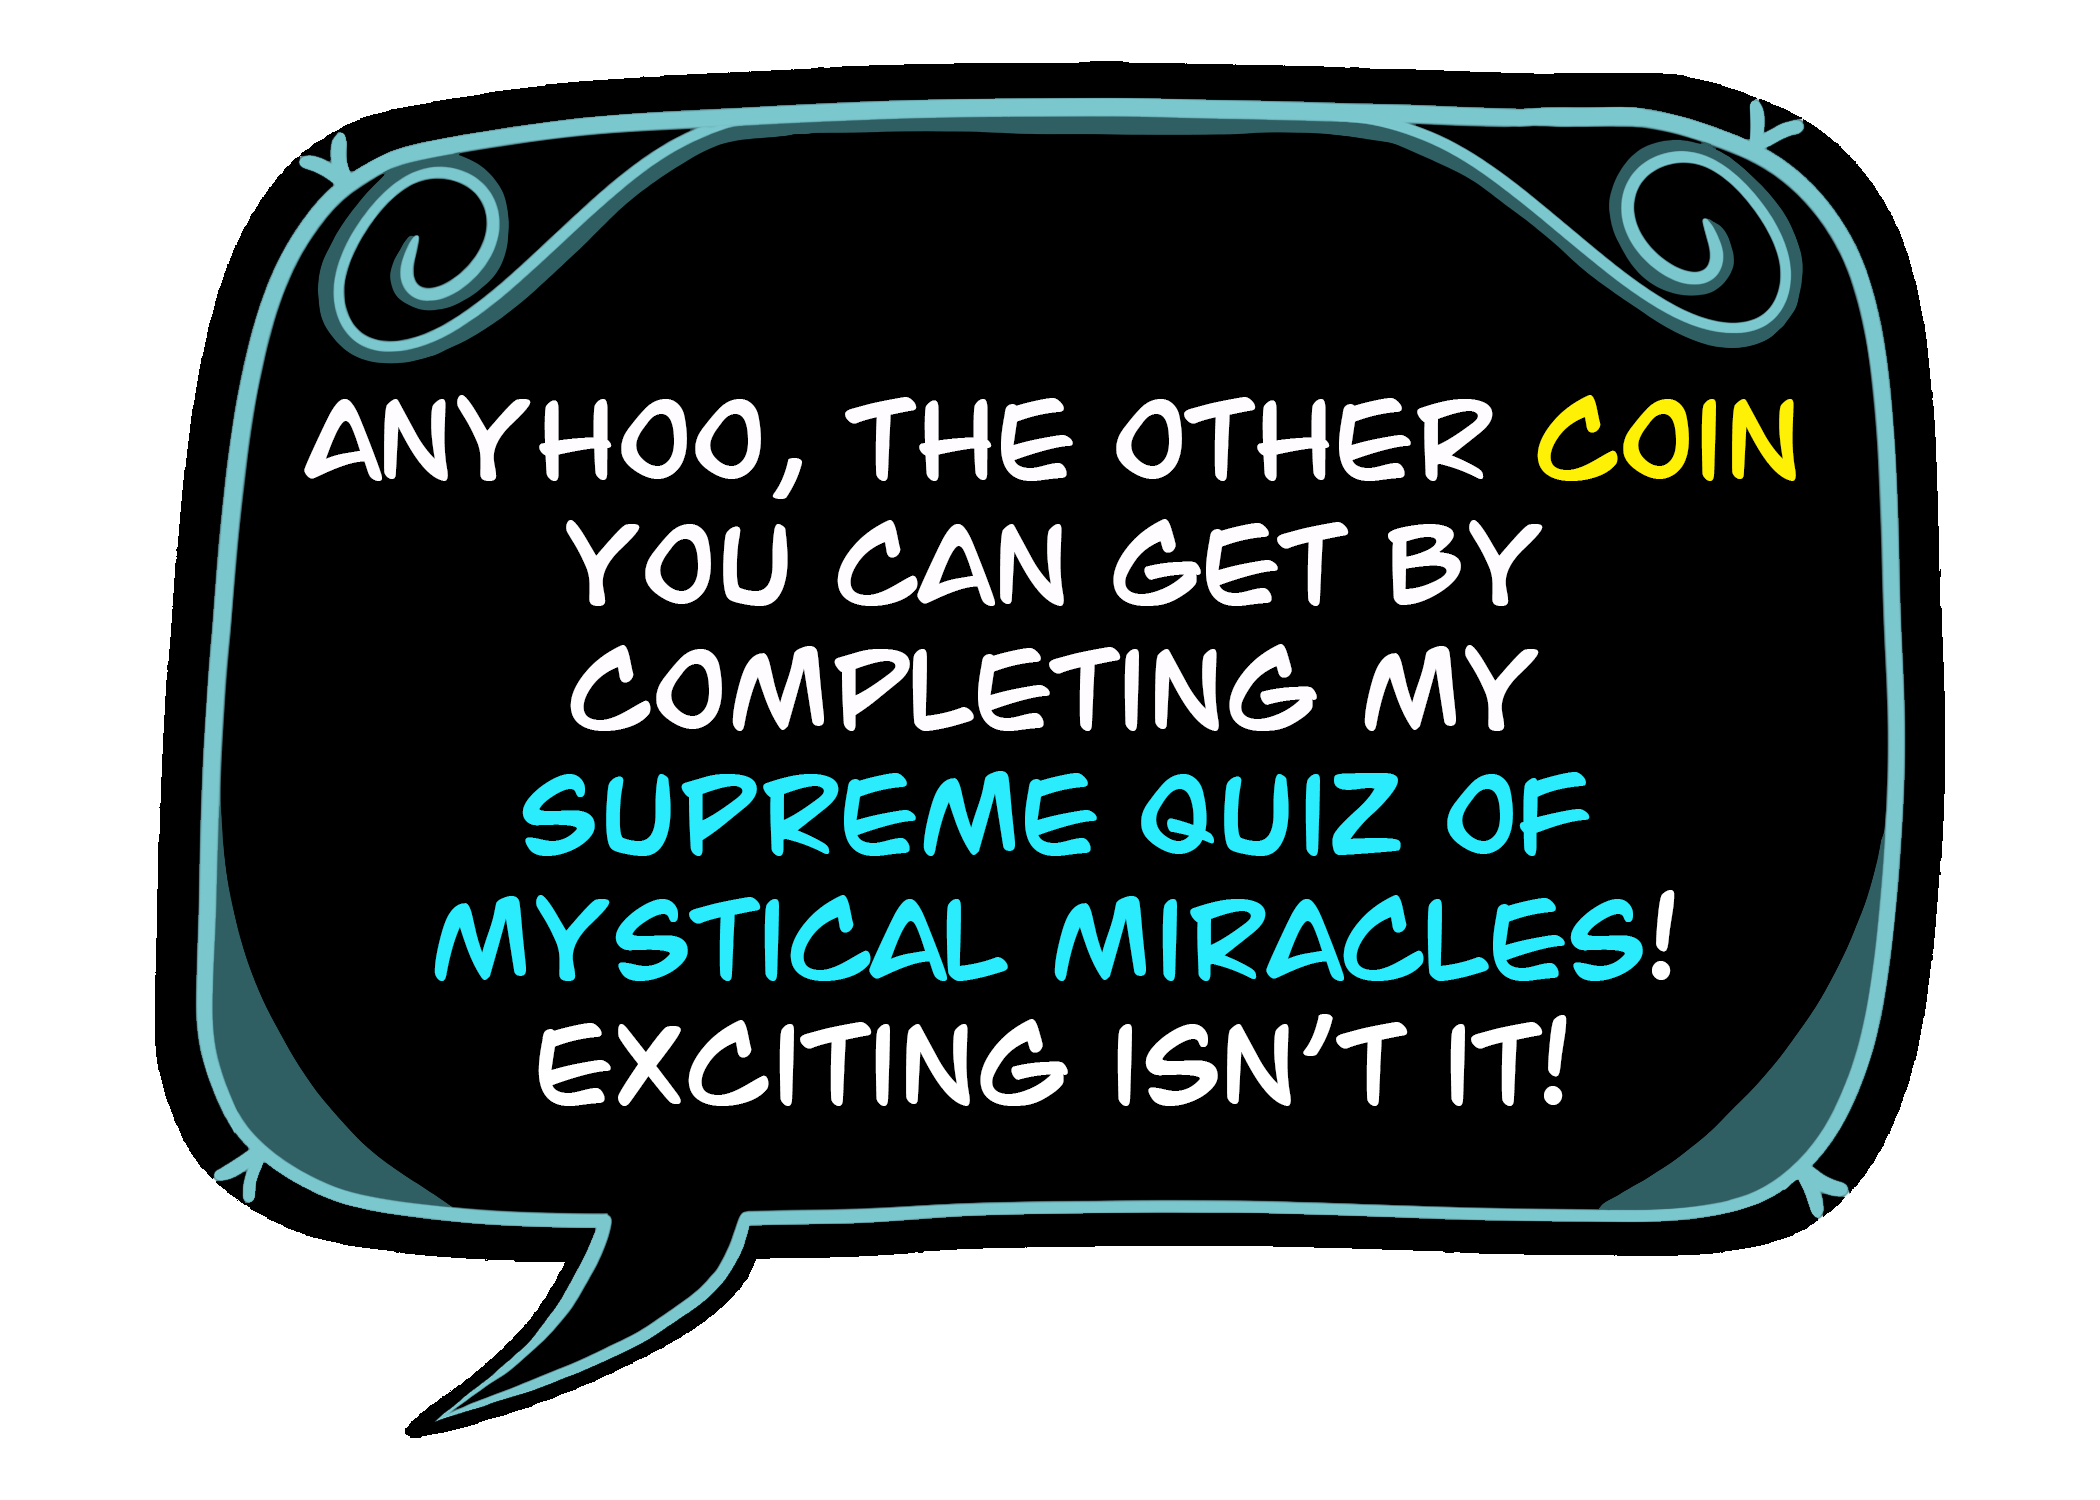 ANYHOO, THE OTHER COIN
YOU CAN GET BY
COMPLETING MY
SUPREME QUIZ OF
MYSTICAL MIRACLES!
EXCITING ISN'T IT!